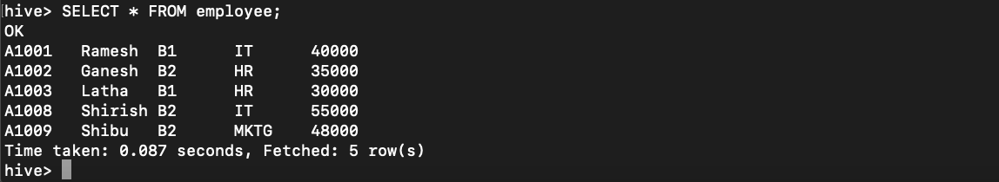 hive> SELECT * FROM employee;
OK
A1001 Ramesh B1 IT 40000
A1002 Ganesh B2 HR 35000
A1003 Latha B1 HR 30000
A1008 Shirish B2 IT 55000
A1009 Shibu B2 MKTG 48000
Time taken: 0.087 seconds, Fetched: 5 row(s)
hive>